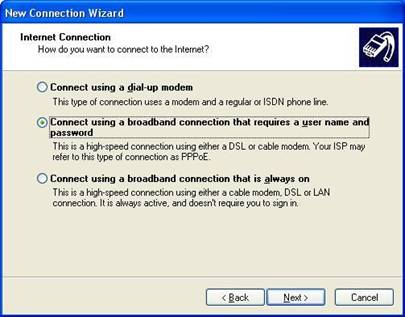 New Connection Wizard
Internet Connection
How do you want to connect to the Internet?
Connect using a dial-up modem
This type of connection uses a modem and a regular or ISDN phone line.
Connect using a broadband connection that requires a user name and
password
This is a high-speed connection using either a DSL or cable modem. Your ISP may
refer to this type of connection as PPPoE.
Connect using a broadband connection that is always on
This is a high-speed connection using either a cable modem, DSL or LAN
connection. It is always active, and doesn't require you to sign in.
< Back
Next >
Cancel